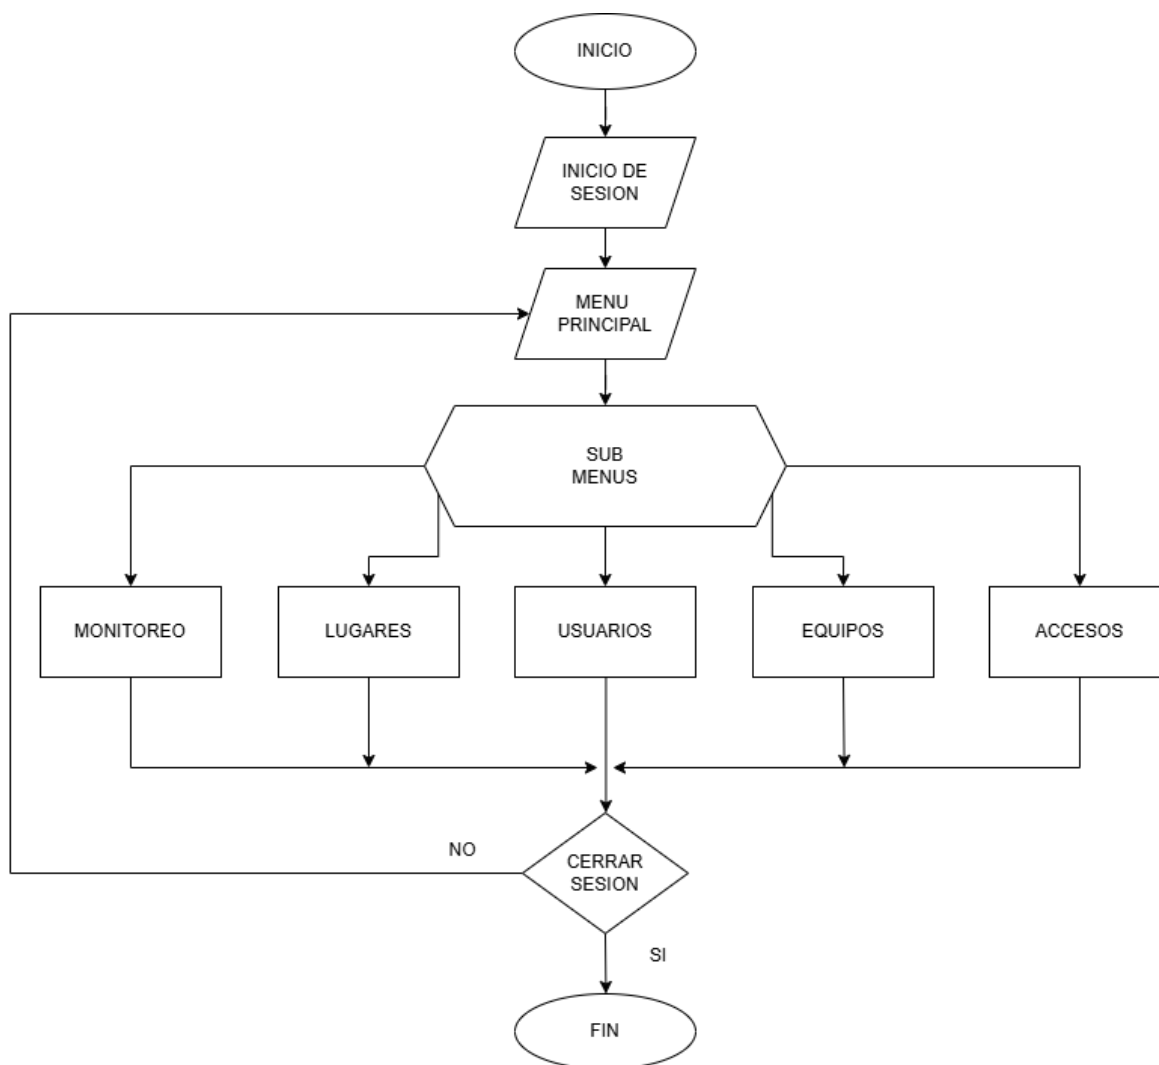 INICIO
INICIO DE
SESION
MENU
PRINCIPAL
SUB
MENUS
MONITOREO
LUGARES
USUARIOS
EQUIPOS
ACCESOS
NO
CERRAR
SESION
SI
FIN